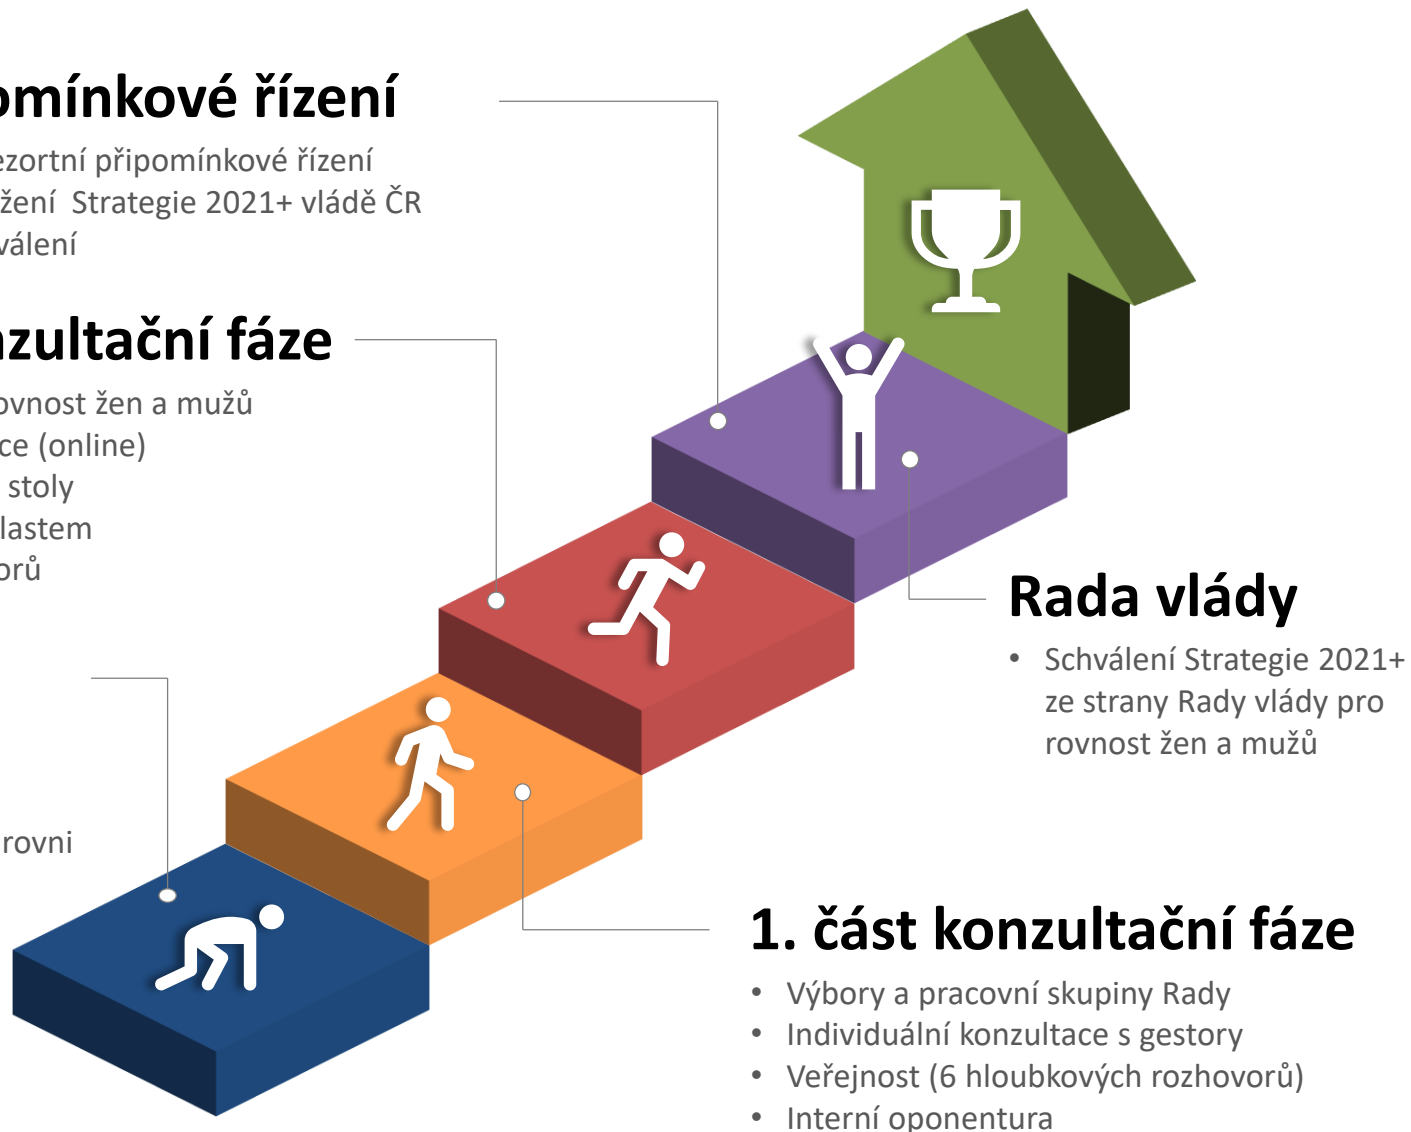 omínkové řízení
ezortní připomínkové řízení
žení Strategie 2021+ vládě ČR
válení
nzultační fáze
ovnost žen a mužů
ce (online)
stoly
lastem
orů
rovni
Rada vlády
• Schválení Strategie 2021+
ze strany Rady vlády pro
rovnost žen a mužů
1. část konzultační fáze
• Výbory a pracovní skupiny Rady
• Individuální konzultace s gestory
• Veřejnost (6 hloubkových rozhovorů)
• Interní oponentura